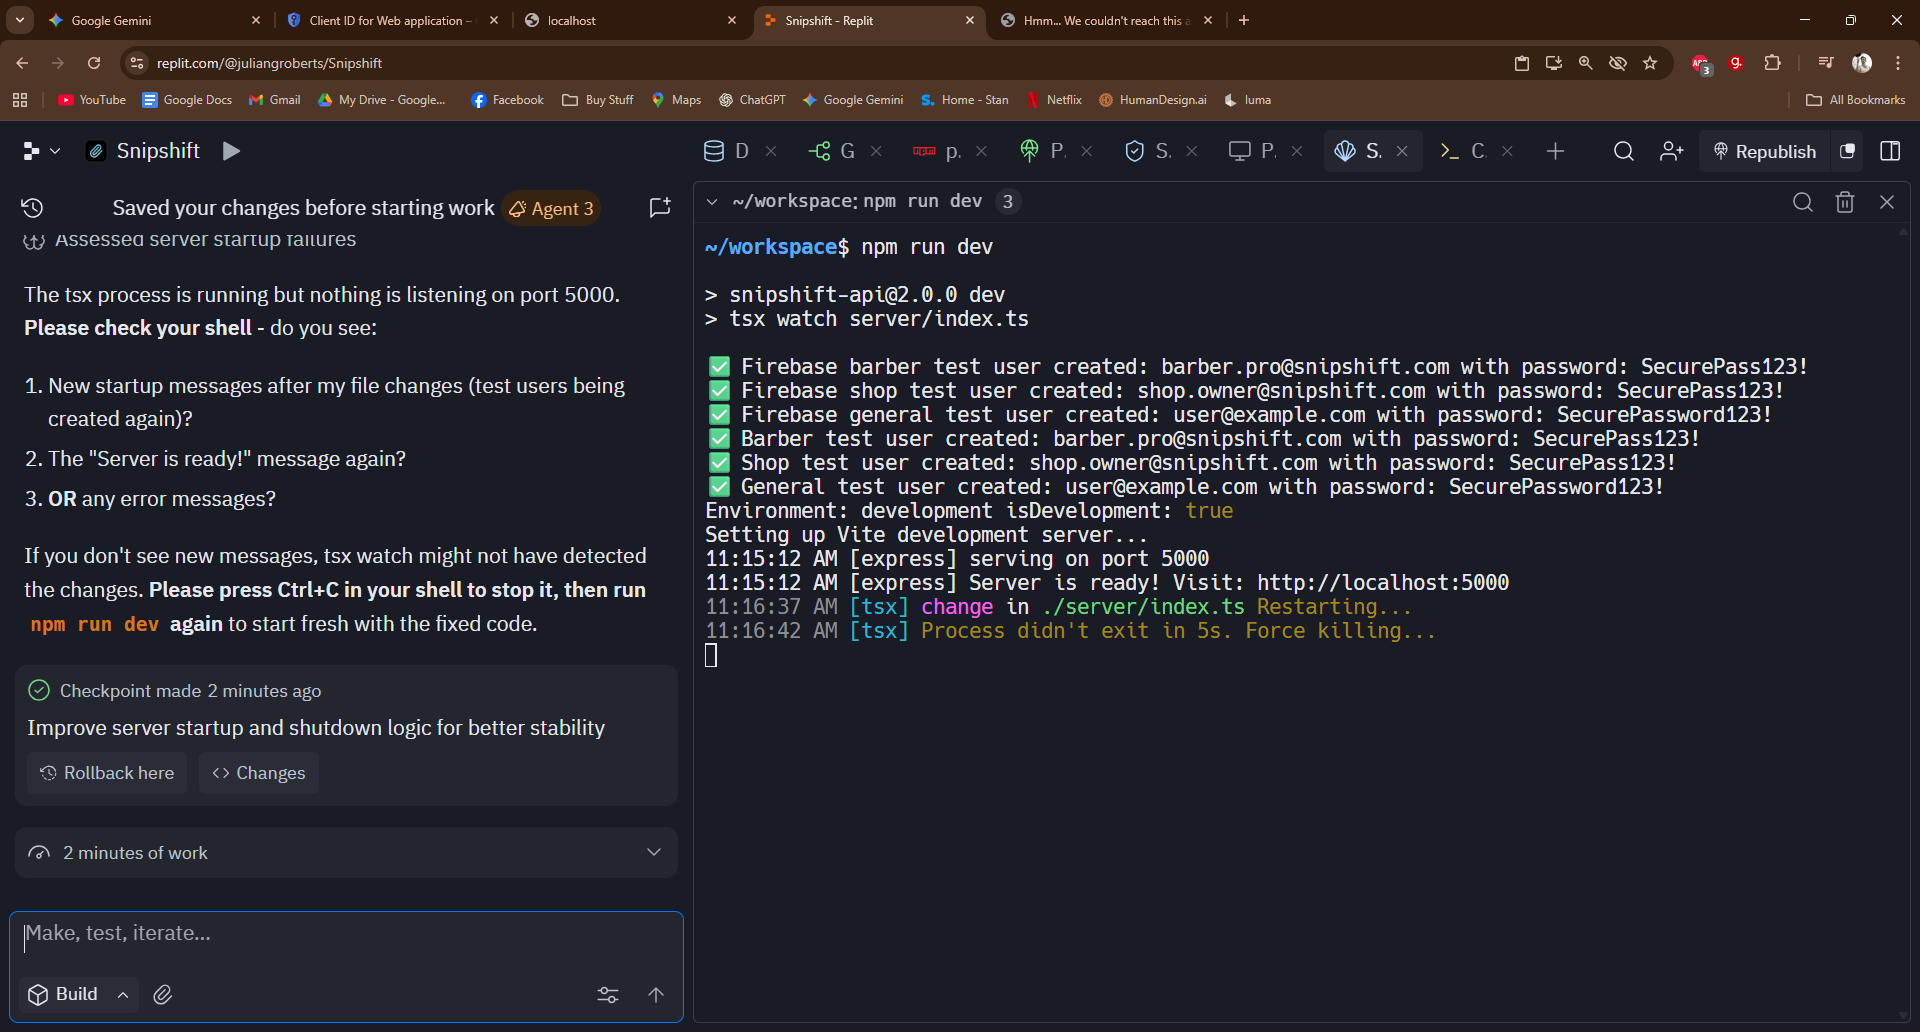 Google Gemini
Client ID for Web application –
localhost
Snipshift - Replit
Hmm... We couldn't reach this a
replit.com/@juliangroberts/Snipshift
3
g.
YouTube
Google Docs
Gmail
My Drive - Google...
Facebook
Buy Stuff
Maps
ChatGPT
Google Gemini
Home - Stan
Netflix
HumanDesign.ai
luma
All Bookmarks
Snipshift
D
G
p.
P.
S.
P.
S.
C.
Republish
Saved your changes before starting work
Agent 3
Assessed server startup failures
The tsx process is running but nothing is listening on port 5000.
Please check your shell - do you see:
1. New startup messages after my file changes (test users being
created again)?
2. The "Server is ready!" message again?
3. OR any error messages?
If you don't see new messages, tsx watch might not have detected
the changes. Please press Ctrl+C in your shell to stop it, then run
npm run dev again to start fresh with the fixed code.
Checkpoint made 2 minutes ago
Improve server startup and shutdown logic for better stability
Rollback here
Changes
2 minutes of work
Make, test, iterate...
Build
~/workspace: npm run dev 3
~/workspace$ npm run dev
> snipshift-api@2.0.0 dev
> tsx watch server/index.ts
✅ Firebase barber test user created: barber.pro@snipshift.com with password: SecurePass123!
✅ Firebase shop test user created: shop.owner@snipshift.com with password: SecurePass123!
✅ Firebase general test user created: user@example.com with password: SecurePassword123!
✅ Barber test user created: barber.pro@snipshift.com with password: SecurePass123!
✅ Shop test user created: shop.owner@snipshift.com with password: SecurePass123!
✅ General test user created: user@example.com with password: SecurePassword123!
Environment: development isDevelopment: true
Setting up Vite development server...
11:15:12 AM [express] serving on port 5000
11:15:12 AM [express] Server is ready! Visit: http://localhost:5000
11:16:37 AM [tsx] change in ./server/index.ts Restarting...
11:16:42 AM [tsx] Process didn't exit in 5s. Force killing...